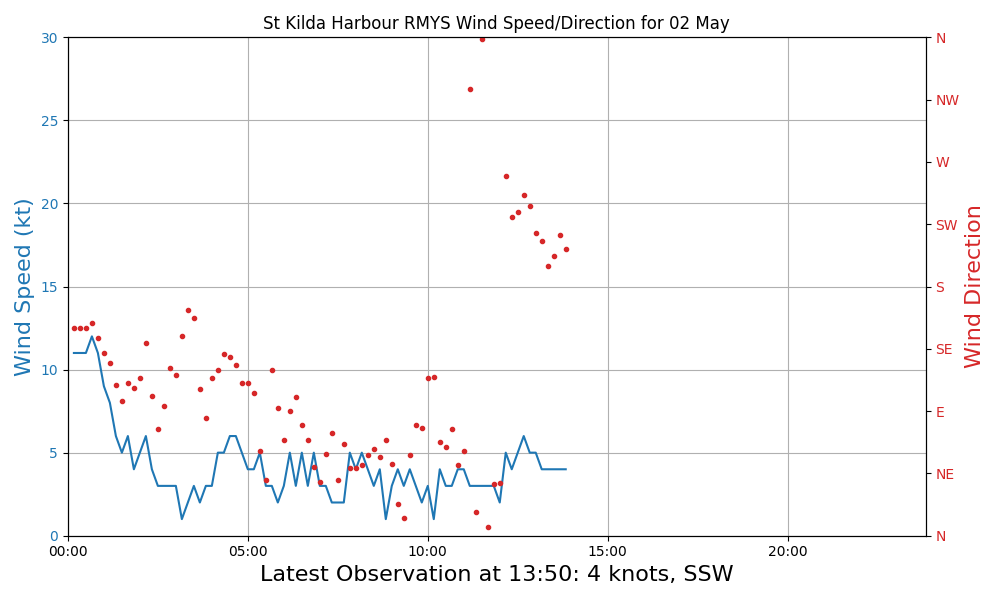 St Kilda Harbour RMYS Wind Speed/Direction for 02 May
Wind Speed (kt)
30
25
20
15
10
5
0
00:00 05:00 10:00 15:00 20:00
N
NW
W
SW
S
SE
E
NE
N
Wind Direction
Latest Observation at 13:50: 4 knots, SSW